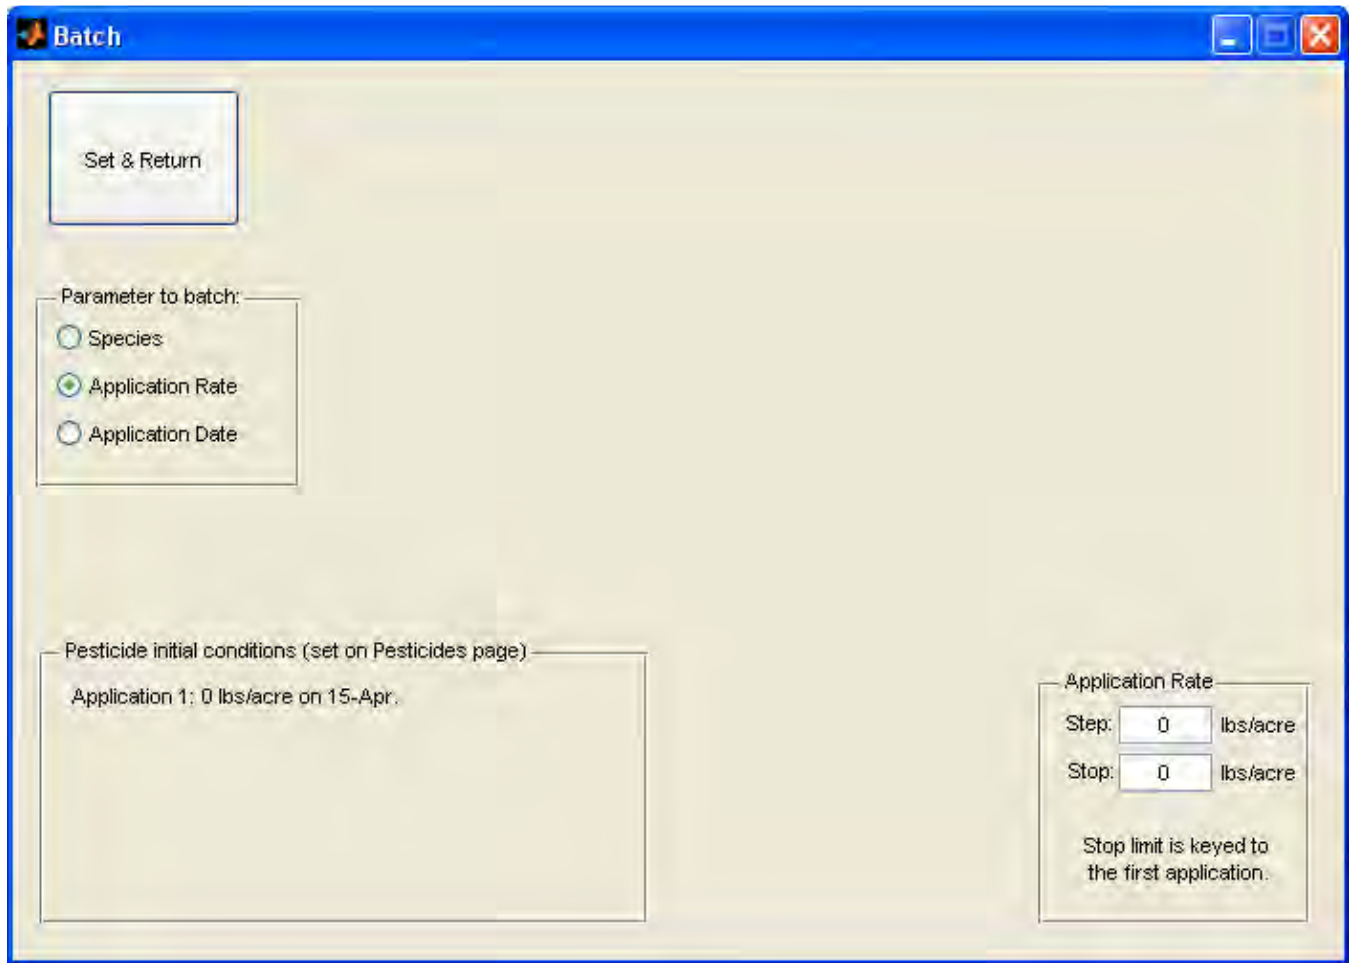 Batch
Set & Return
Parameter to batch:
Species
Application Rate
Application Date
Pesticide initial conditions (set on Pesticides page)
Application 1: 0 lbs/acre on 15-Apr.
Application Rate
Step: 0 lbs/acre
Stop: 0 lbs/acre
Stop limit is keyed to
the first application.